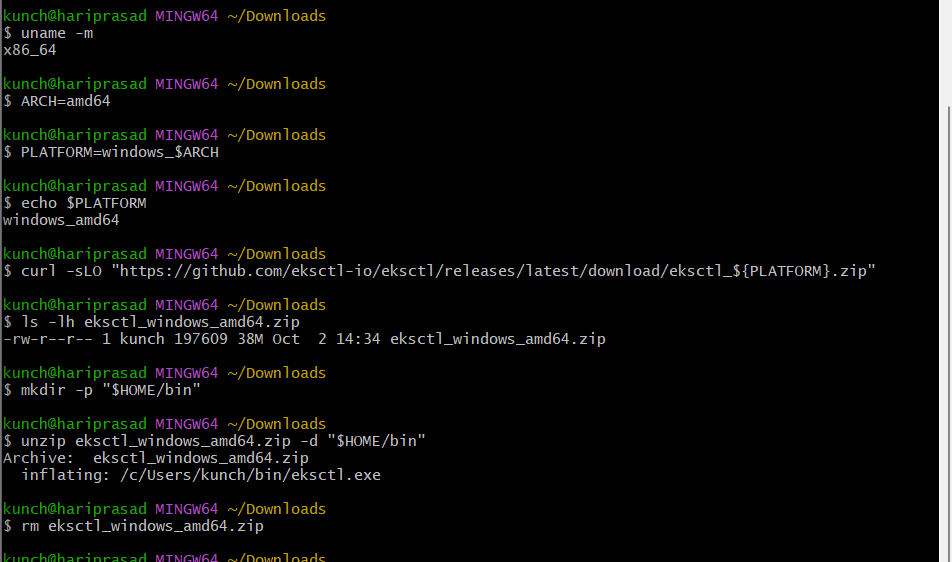 kunch@hariprasad MINGW64 ~/Downloads
$ uname -m
x86_64
kunch@hariprasad MINGW64 ~/Downloads
$ ARCH=amd64
kunch@hariprasad MINGW64 ~/Downloads
$ PLATFORM=windows_$ARCH
kunch@hariprasad MINGW64 ~/Downloads
$ echo $PLATFORM
windows_amd64
kunch@hariprasad MINGW64 ~/Downloads
$ curl -sLO "https://github.com/eksctl-io/eksctl/releases/latest/download/eksctl_${PLATFORM}.zip"
kunch@hariprasad MINGW64 ~/Downloads
$ ls -lh eksctl_windows_amd64.zip
-rw-r--r-- 1 kunch 197609 38M Oct  2 14:34 eksctl_windows_amd64.zip
kunch@hariprasad MINGW64 ~/Downloads
$ mkdir -p "$HOME/bin"
kunch@hariprasad MINGW64 ~/Downloads
$ unzip eksctl_windows_amd64.zip -d "$HOME/bin"
Archive:  eksctl_windows_amd64.zip
  inflating: /c/Users/kunch/bin/eksctl.exe
kunch@hariprasad MINGW64 ~/Downloads
$ rm eksctl_windows_amd64.zip
kunch@hariprasad MINGW64 ~/Downloads